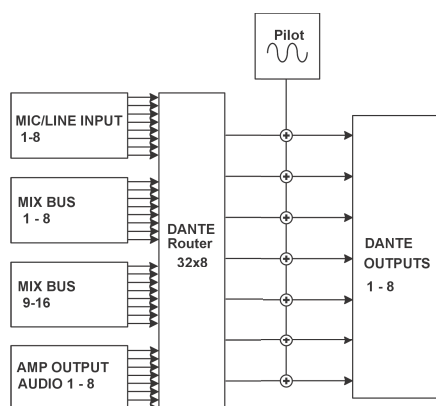 Pilot
MIC/LINE INPUT
1-8
MIX BUS
1 - 8
MIX BUS
9-16
AMP OUTPUT
AUDIO 1 - 8
DANTE
Router
32x8
DANTE
OUTPUTS
1 - 8